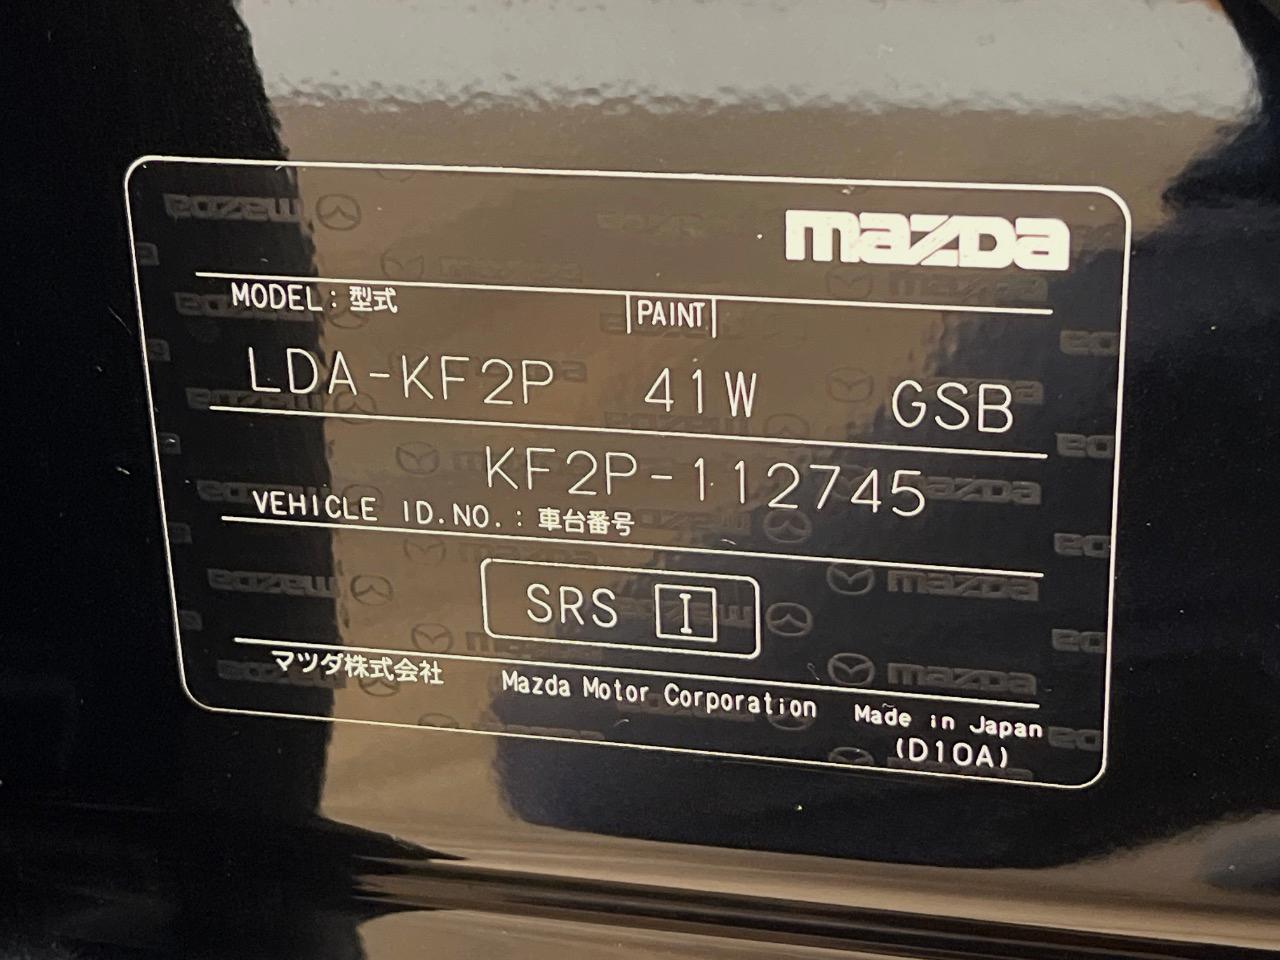 mazda
MODEL: 型式
PAINT
LDA-KF2P 41W GSB
KF2P-112745
VEHICLE ID.NO.: 車台番号
SRS I
マツダ株式会社 Mazda Motor Corporation Made in Japan
(D10A)